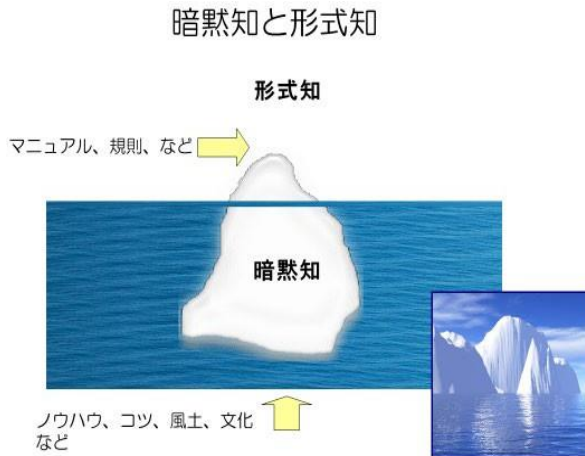 暗黙知と形式知
形式知
マニュアル、規則、など
暗黙知
ノウハウ、コツ、風土、文化
など